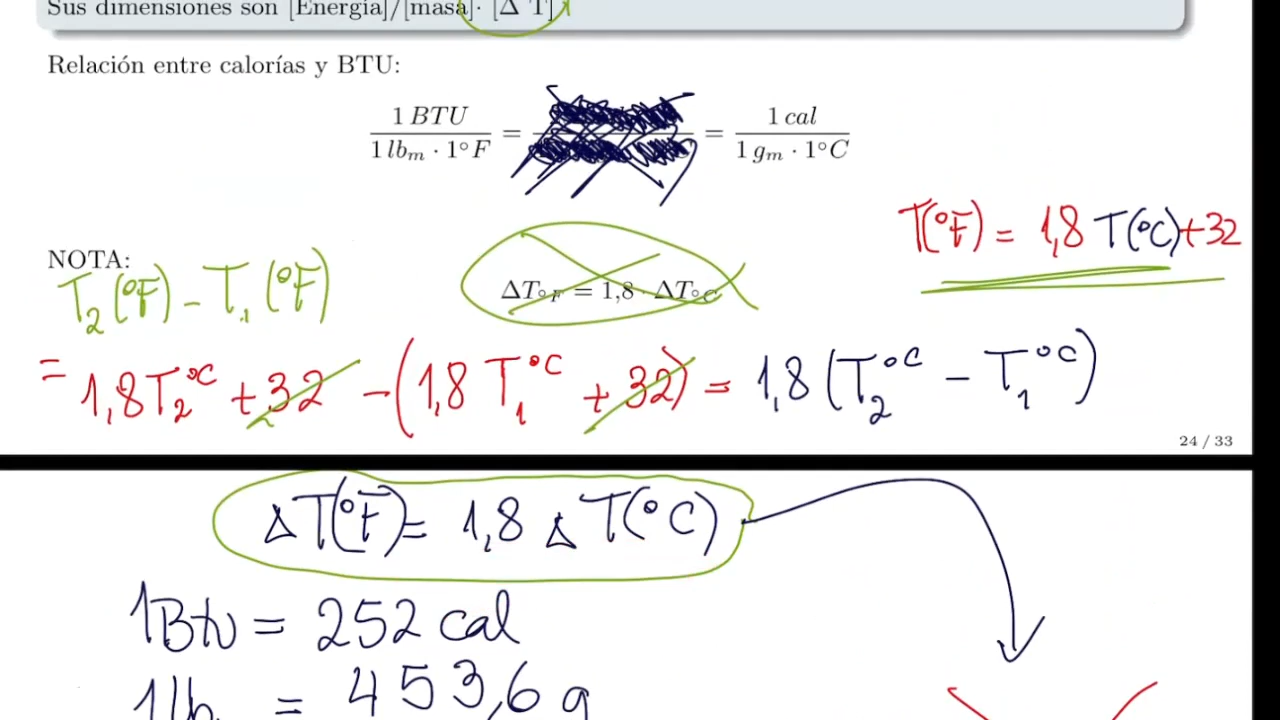 Sus dimensiones son [Energía]/[masa]· [Δ T]
Relación entre calorías y BTU:
1 BTU / 1 lbₘ · 1°F = = 1 cal / 1 gₘ · 1°C
T(°F) = 1,8 T(°C)+32
NOTA:
T₂(°F) - T₁(°F)
ΔT°F = 1,8 · ΔT°C
= 1,8T₂°C + 32 - (1,8 T₁°C + 32) = 1,8 (T₂°C - T₁°C)
24 / 33
ΔT(°F) = 1,8 ΔT(°C)
1Btu = 252 cal
1lb = 453,6 g